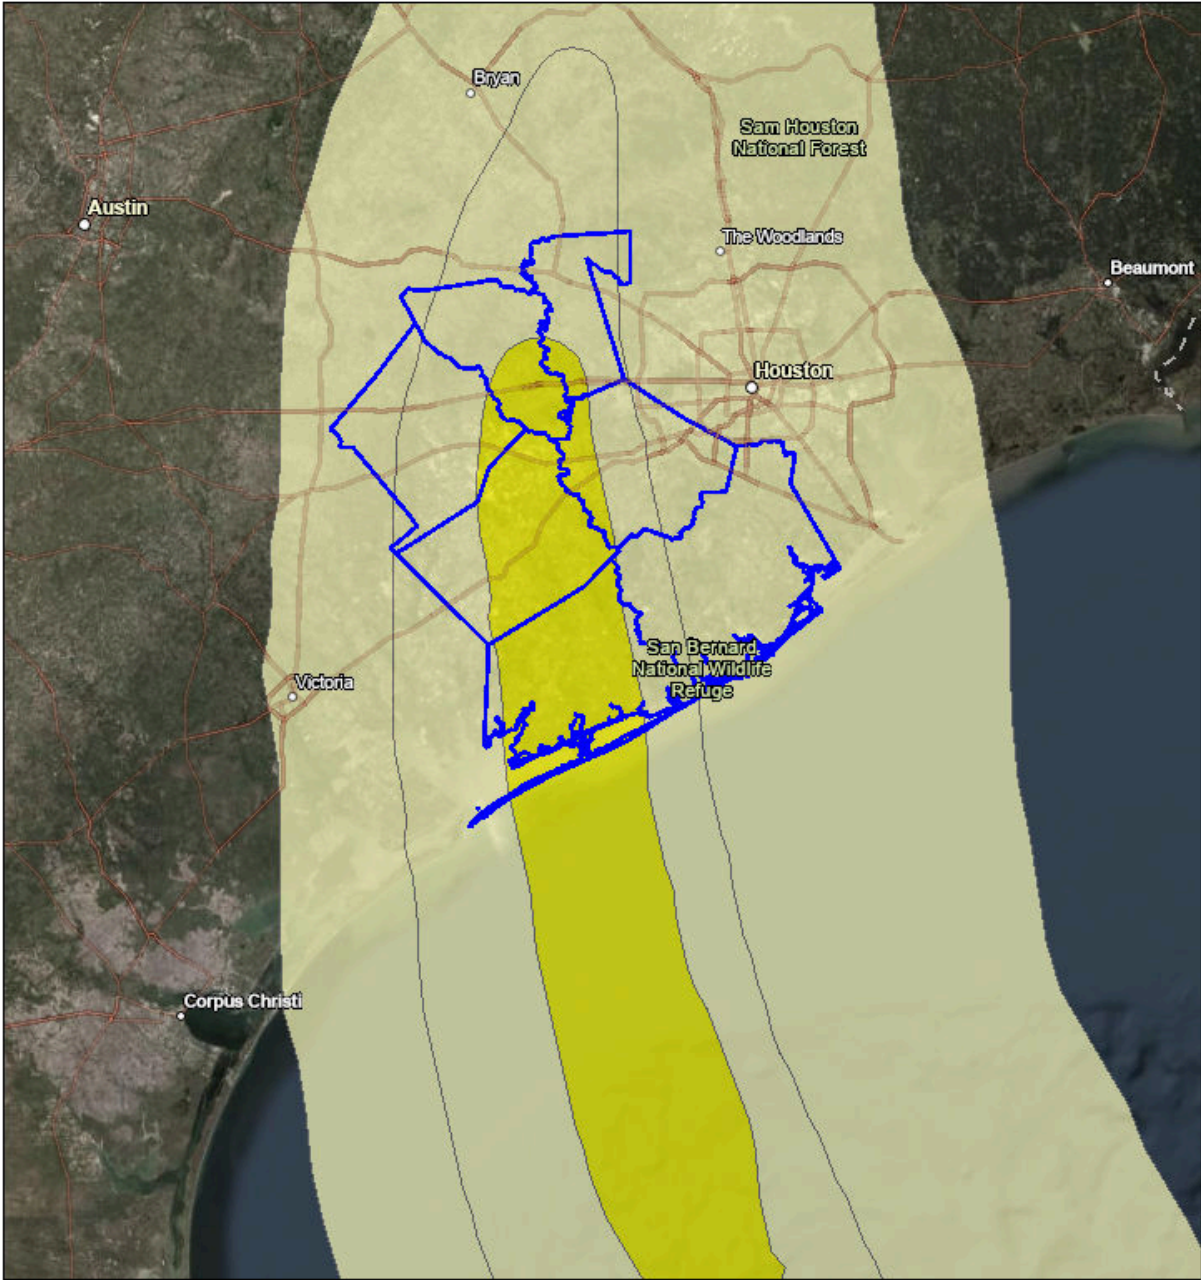 Bryan
Sam Houston
National Forest
Austin
The Woodlands
Beaumont
Houston
San Bernard
National Wildlife
Refuge
Victoria
Corpus Christi